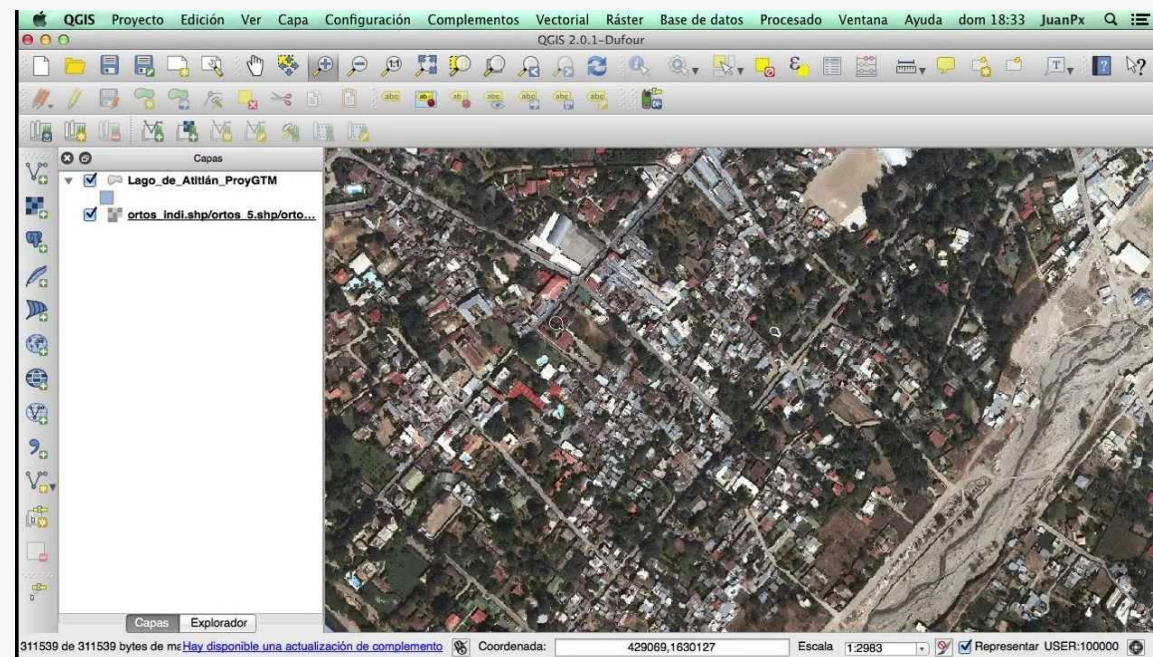 QGIS Proyecto Edición Ver Capa Configuración Complementos Vectorial Ráster Base de datos Procesado Ventana Ayuda dom 18:33 JuanPx
QGIS 2.0.1-Dufour
Capas
Lago_de_Atitlán_ProyGTM
ortos_indi.shp/ortos_5.shp/orto...
Capas Explorador
311539 de 311539 bytes de ma Hay disponible una actualización de complemento Coordenada: 429069,1630127 Escala 1:2983 Representar USER:100000